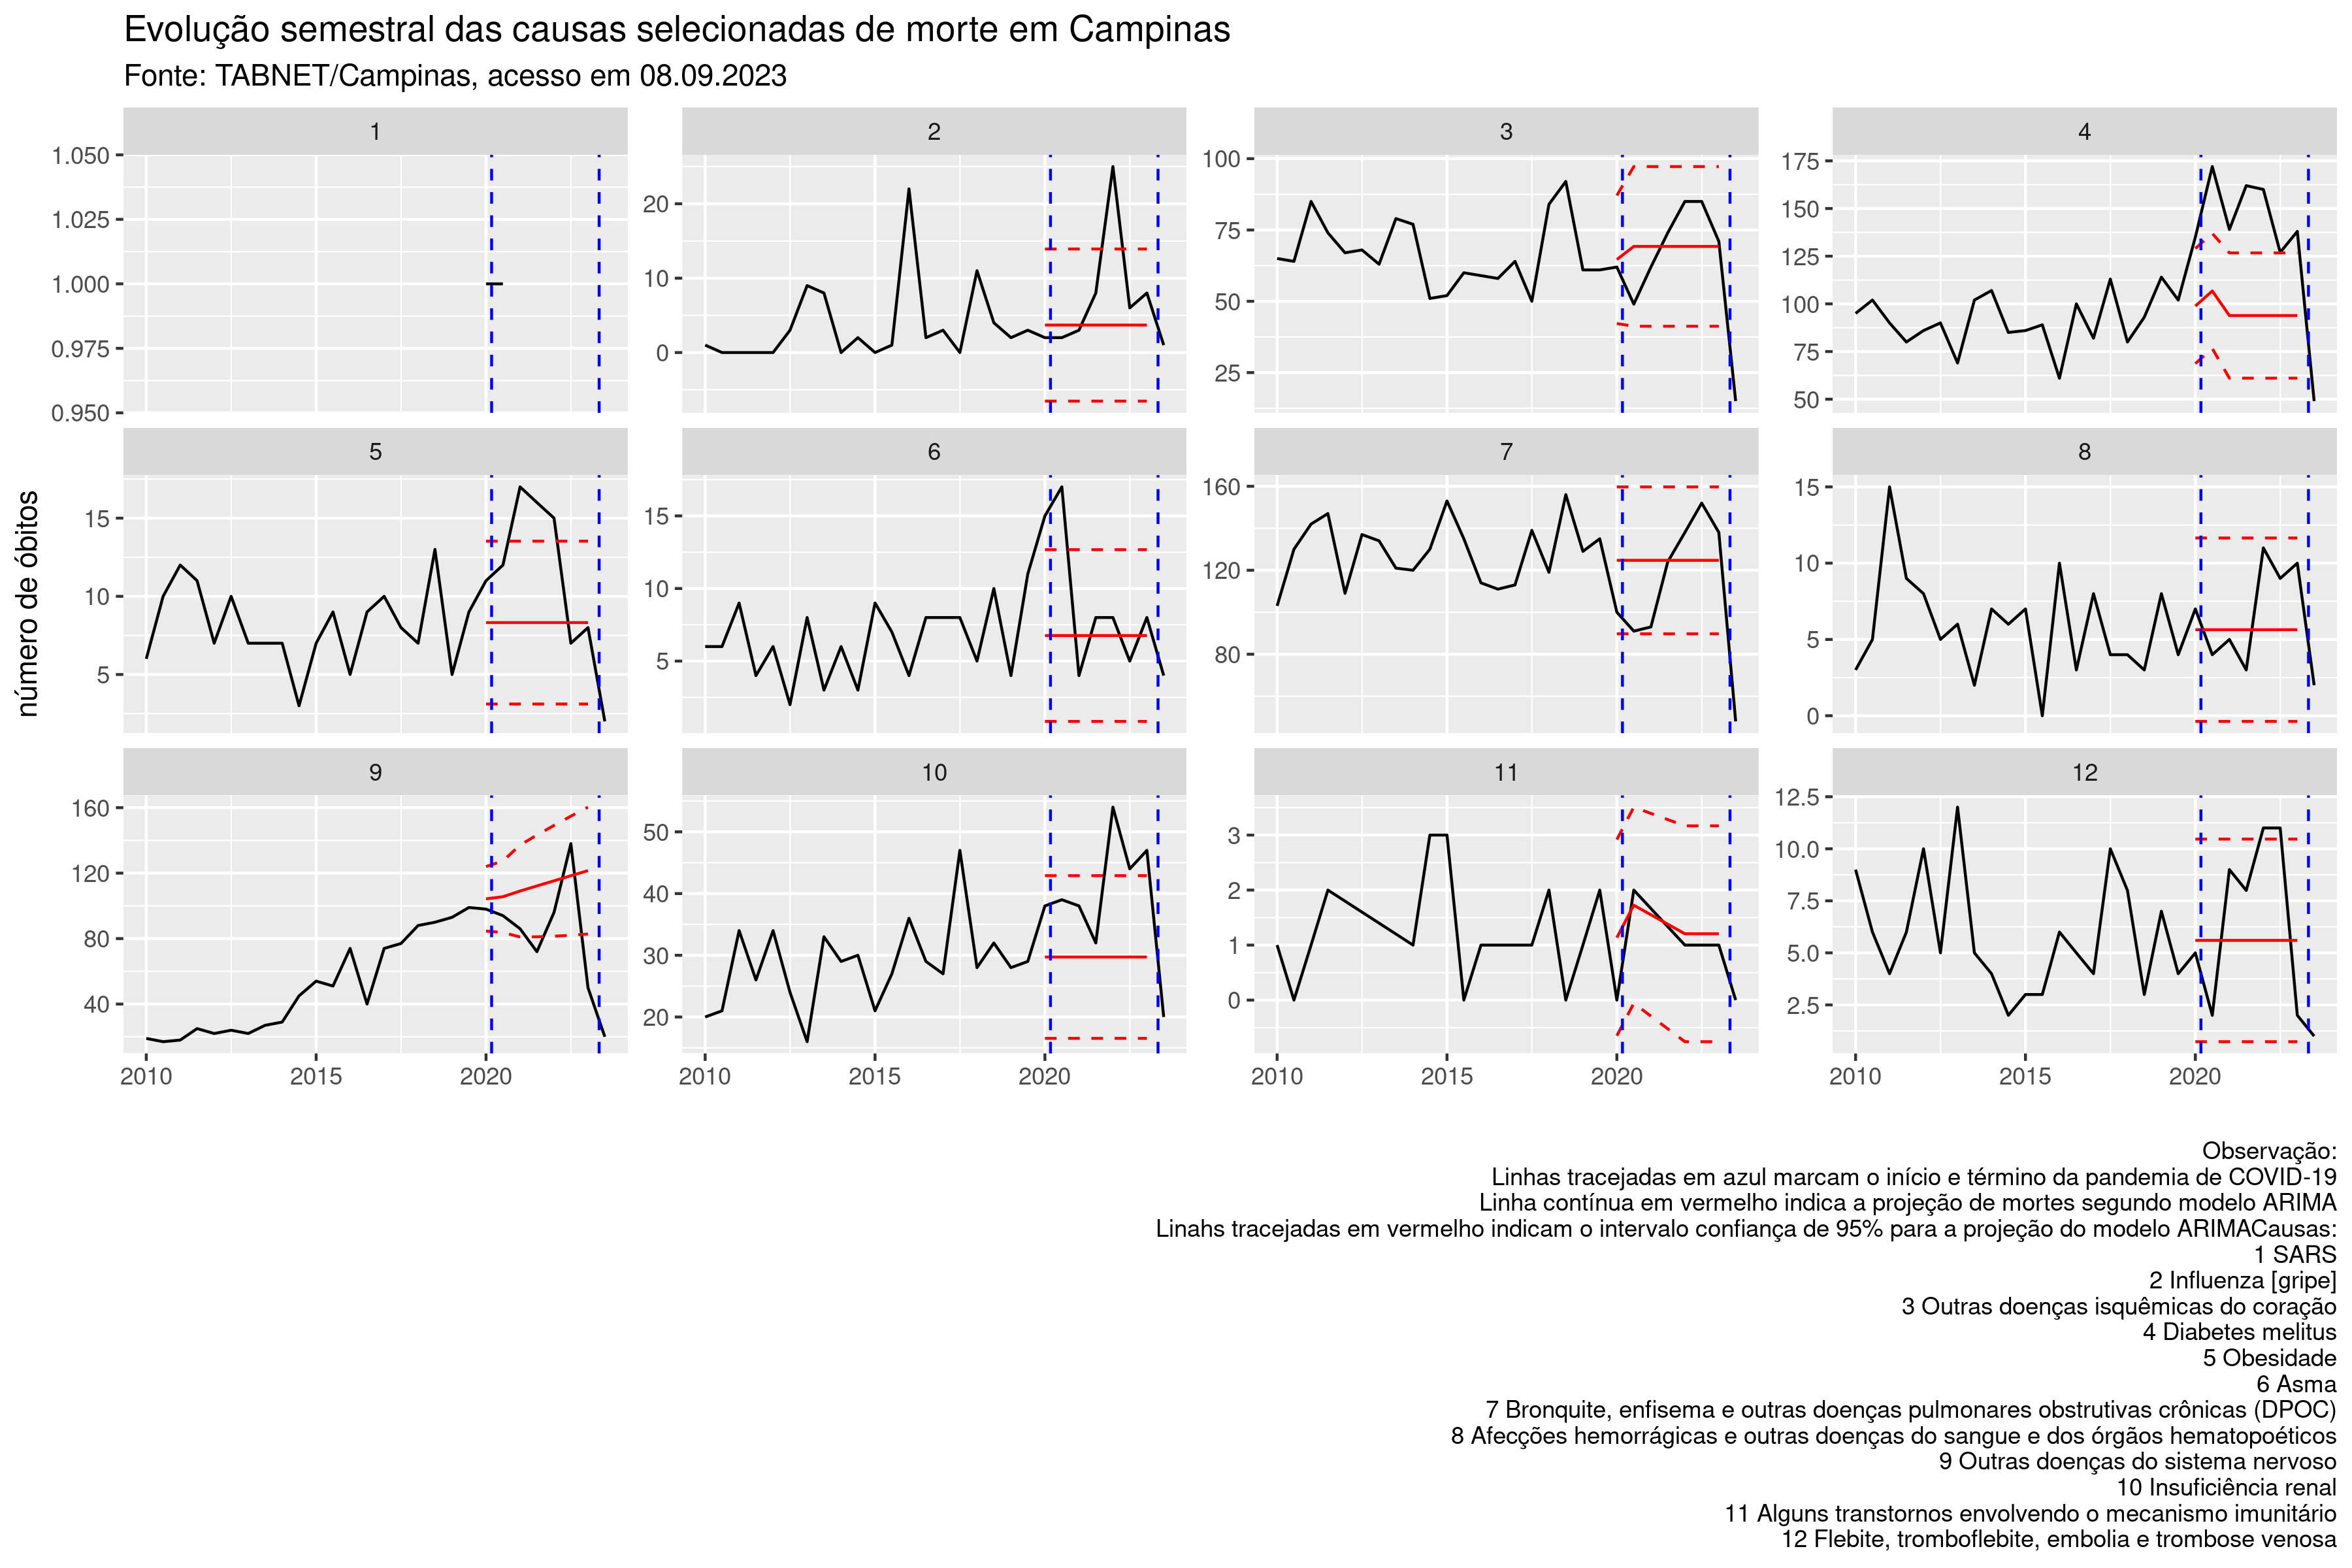 Evolução semestral das causas selecionadas de morte em Campinas
Fonte: TABNET/Campinas, acesso em 08.09.2023
número de óbitos
1
1.050
1.025
1.000
0.975
0.950
2
20
10
0
3
100
75
50
25
4
175
150
125
100
75
50
5
15
10
5
6
15
10
5
7
160
120
80
8
15
10
5
0
9
160
120
80
40
2010 2015 2020
10
50
40
30
20
2010 2015 2020
11
3
2
1
0
2010 2015 2020
12
12.5
10.0
7.5
5.0
2.5
2010 2015 2020
Observação:
Linhas tracejadas em azul marcam o início e término da pandemia de COVID-19
Linha contínua em vermelho indica a projeção de mortes segundo modelo ARIMA
Linahs tracejadas em vermelho indicam o intervalo confiança de 95% para a projeção do modelo ARIMACausas:
1 SARS
2 Influenza [gripe]
3 Outras doenças isquêmicas do coração
4 Diabetes melitus
5 Obesidade
6 Asma
7 Bronquite, enfisema e outras doenças pulmonares obstrutivas crônicas (DPOC)
8 Afecções hemorrágicas e outras doenças do sangue e dos órgãos hematopoéticos
9 Outras doenças do sistema nervoso
10 Insuficiência renal
11 Alguns transtornos envolvendo o mecanismo imunitário
12 Flebite, tromboflebite, embolia e trombose venosa